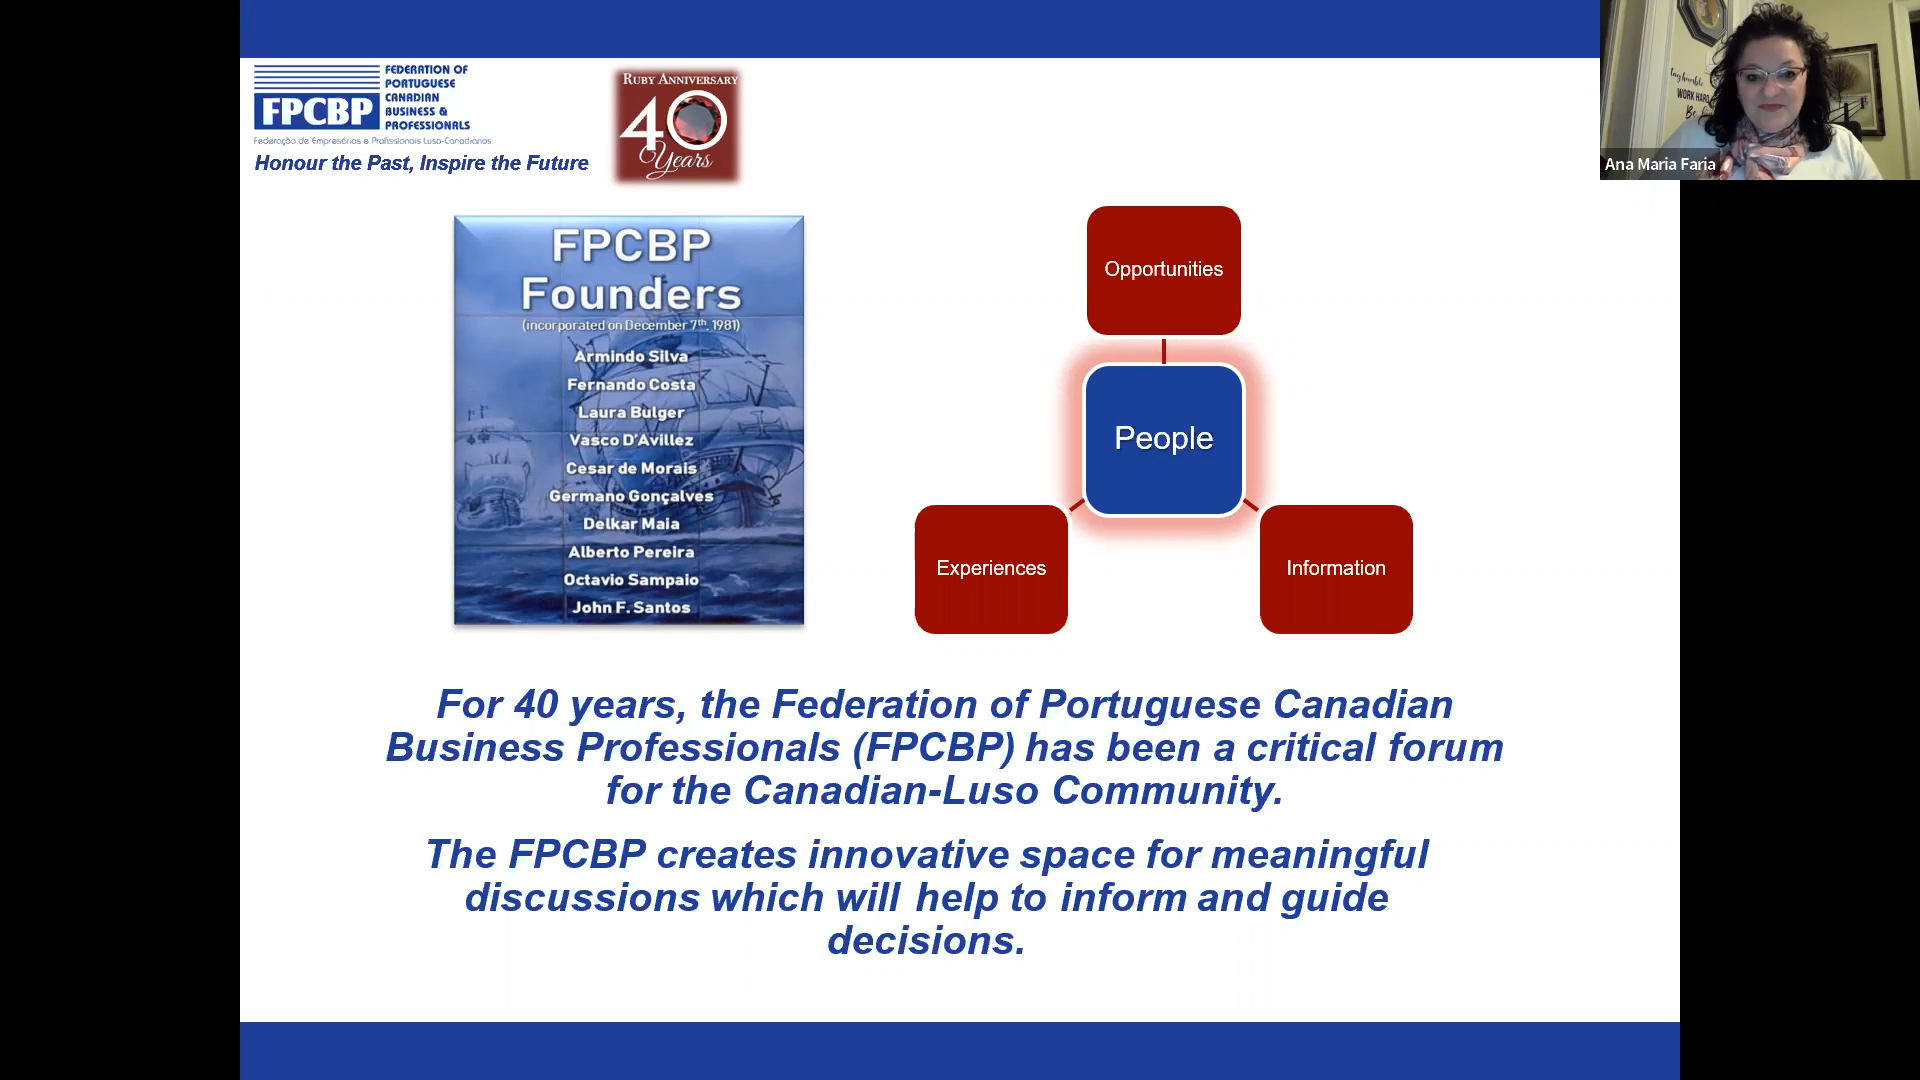 FPCBP
FEDERATION OF
PORTUGUESE
CANADIAN
BUSINESS &
PROFESSIONALS
Federação de Empresários e Profissionais Luso-Canadianos
Honour the Past, Inspire the Future
RUBY ANNIVERSARY
40
Years
WORK HARD
Be
Ana Maria Faria
FPCBP
Founders
(incorporated on December 7th, 1981)
Armindo Silva
Fernando Costa
Laura Bulger
Vasco D'Avillez
Cesar de Morais
Germano Gonçalves
Delkar Maia
Alberto Pereira
Octavio Sampaio
John F. Santos
Opportunities
People
Experiences
Information
For 40 years, the Federation of Portuguese Canadian
Business Professionals (FPCBP) has been a critical forum
for the Canadian-Luso Community.
The FPCBP creates innovative space for meaningful
discussions which will help to inform and guide
decisions.